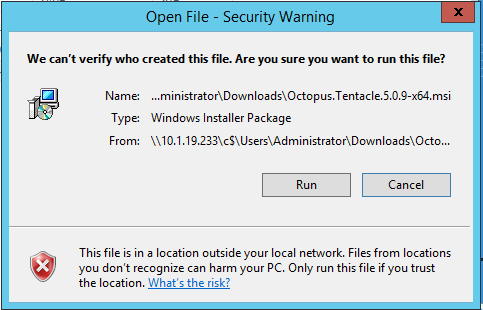 Open File - Security Warning
x
We can't verify who created this file. Are you sure you want to run this file?
Name: ...ministrator\Downloads\Octopus.Tentacle.5.0.9-x64.msi
Type: Windows Installer Package
From: \\10.1.19.233\c$\Users\Administrator\Downloads\Octo...
Run Cancel
This file is in a location outside your local network. Files from locations
you don't recognize can harm your PC. Only run this file if you trust
the location. What's the risk?